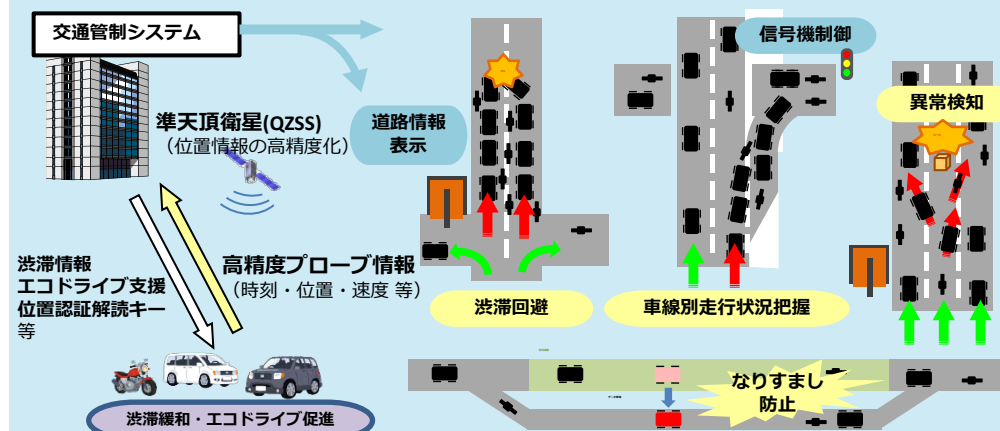 交通管制システム
信号機制御
異常検知
準天頂衛星(QZSS)
（位置情報の高精度化）
道路情報
表示
渋滞情報
エコドライブ支援
位置認証解読キー
等
高精度プローブ情報
（時刻・位置・速度 等）
渋滞回避
車線別走行状況把握
なりすまし
防止
渋滞緩和・エコドライブ促進